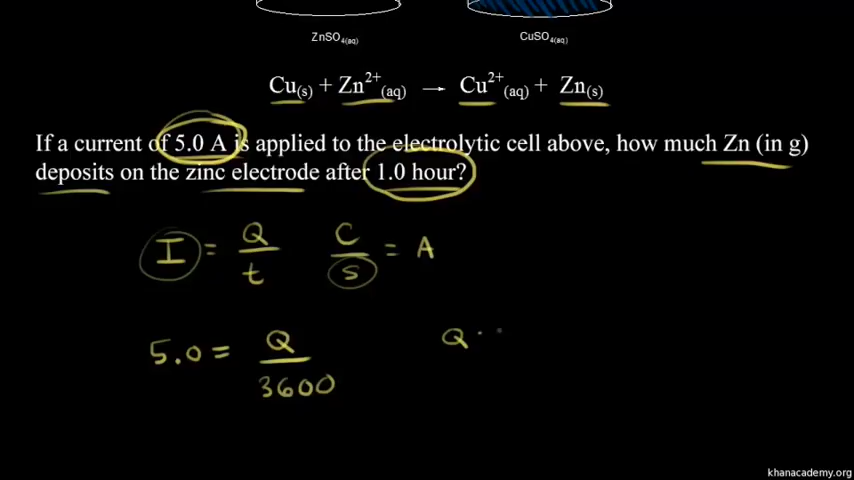 ZnSO4(aq) CuSO4(aq)
Cu(s) + Zn2+(aq) → Cu2+(aq) + Zn(s)
If a current of 5.0 A is applied to the electrolytic cell above, how much Zn (in g)
deposits on the zinc electrode after 1.0 hour?
I = Q/t C/s = A
5.0 = Q/3600 Q
khanacademy.org